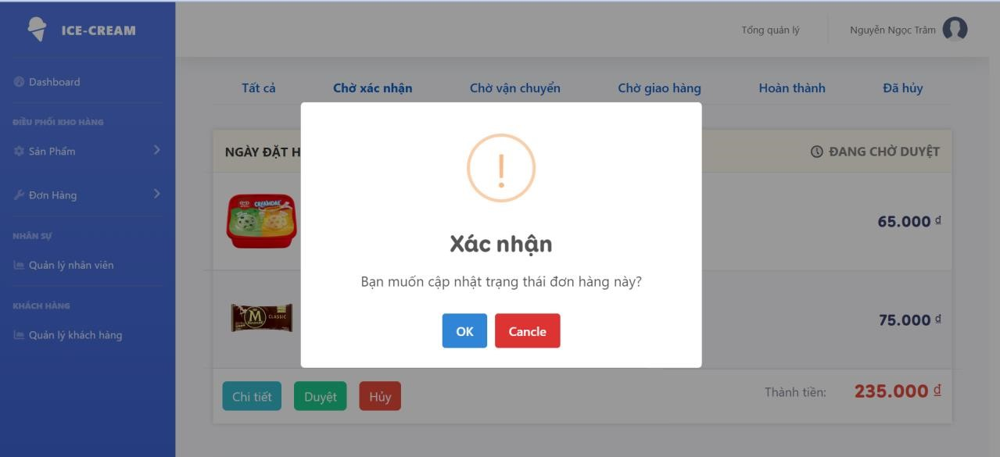 ICE-CREAM
Tổng quản lý
Nguyễn Ngọc Trâm
Dashboard
ĐIỀU PHỐI KHO HÀNG
Sản Phẩm
Đơn Hàng
NHÂN SỰ
Quản lý nhân viên
KHÁCH HÀNG
Quản lý khách hàng
Tất cả
Chờ xác nhận
Chờ vận chuyển
Chờ giao hàng
Hoàn thành
Đã hủy
NGÀY ĐẶT H
ĐANG CHỜ DUYỆT
CREAMDAE
65.000 đ
M
CLASSIC
75.000 đ
Xác nhận
Bạn muốn cập nhật trạng thái đơn hàng này?
OK
Cancle
Chi tiết
Duyệt
Hủy
Thành tiền:
235.000 đ